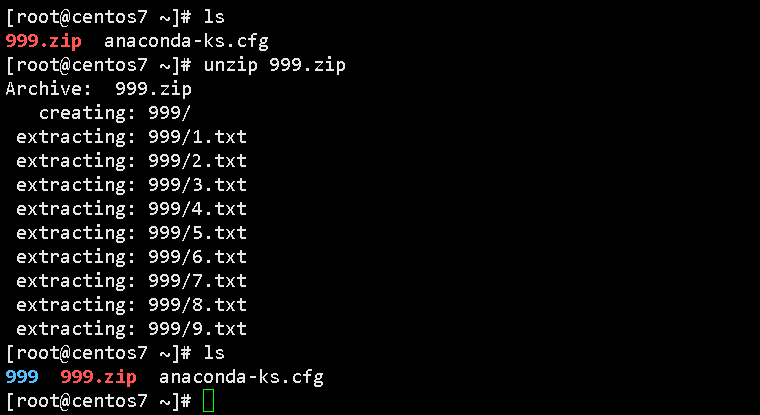 [root@centos7 ~]# ls
999.zip  anaconda-ks.cfg
[root@centos7 ~]# unzip 999.zip
Archive:  999.zip
   creating: 999/
 extracting: 999/1.txt
 extracting: 999/2.txt
 extracting: 999/3.txt
 extracting: 999/4.txt
 extracting: 999/5.txt
 extracting: 999/6.txt
 extracting: 999/7.txt
 extracting: 999/8.txt
 extracting: 999/9.txt
[root@centos7 ~]# ls
999  999.zip  anaconda-ks.cfg
[root@centos7 ~]#